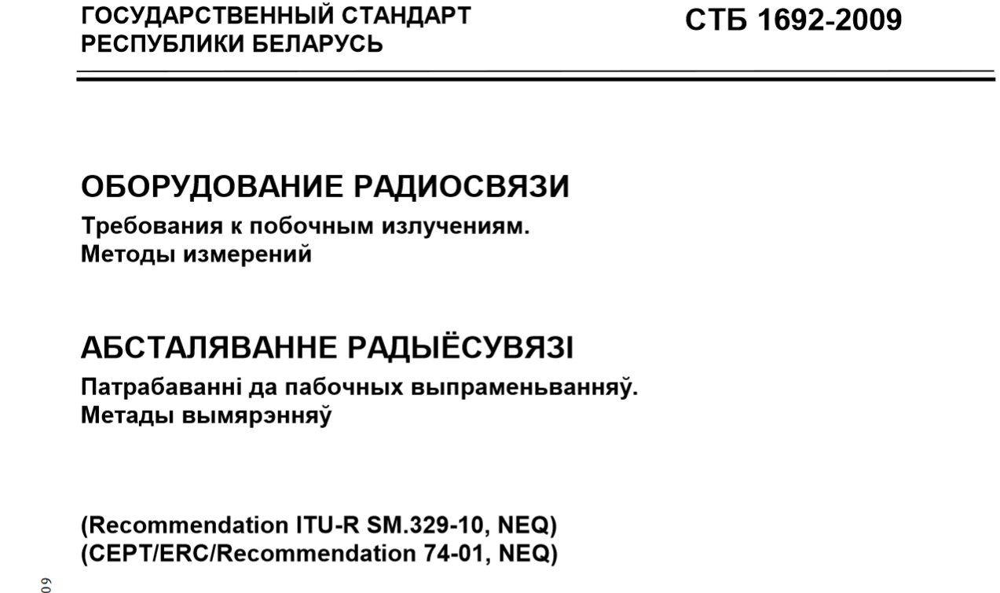 ГОСУДАРСТВЕННЫЙ СТАНДАРТ
РЕСПУБЛИКИ БЕЛАРУСЬ
СТБ 1692-2009
ОБОРУДОВАНИЕ РАДИОСВЯЗИ
Требования к побочным излучениям.
Методы измерений
АБСТАЛЯВАННЕ РАДЫЁСУВЯЗІ
Патрабаванні да пабочных выпраменьванняў.
Метады вымярэнняў
(Recommendation ITU-R SM.329-10, NEQ)
(CEPT/ERC/Recommendation 74-01, NEQ)
09